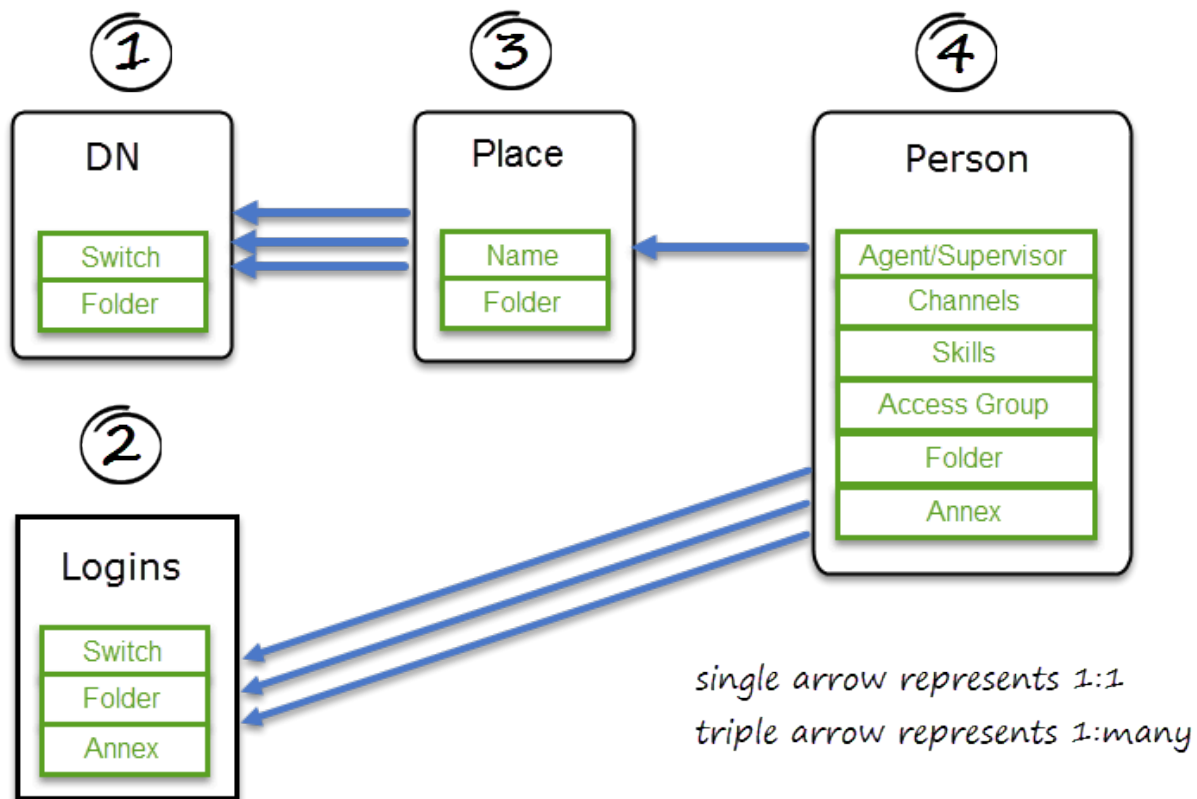 1
DN
Switch
Folder
3
Place
Name
Folder
4
Person
Agent/Supervisor
Channels
Skills
Access Group
Folder
Annex
2
Logins
Switch
Folder
Annex
single arrow represents 1:1
triple arrow represents 1:many